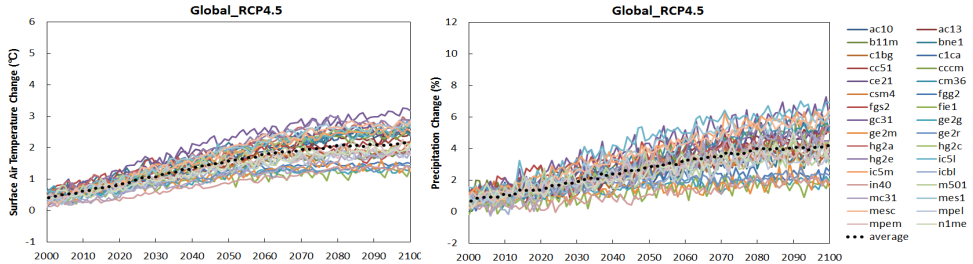 Global_RCP4.5
Surface Air Temperature Change (℃)
6
5
4
3
2
1
0
-1
2000 2010 2020 2030 2040 2050 2060 2070 2080 2090 2100
Global_RCP4.5
Precipitation Change (%)
12
10
8
6
4
2
0
-2
2000 2010 2020 2030 2040 2050 2060 2070 2080 2090 2100
ac10 ac13
b11m bne1
c1bg c1ca
cc51 cccm
ce21 cm36
csm4 fgg2
fgs2 fie1
gc31 ge2g
ge2m ge2r
hg2a hg2c
hg2e ic5l
ic5m icbl
in40 m501
mc31 mes1
mesc mpel
mpem n1me
average